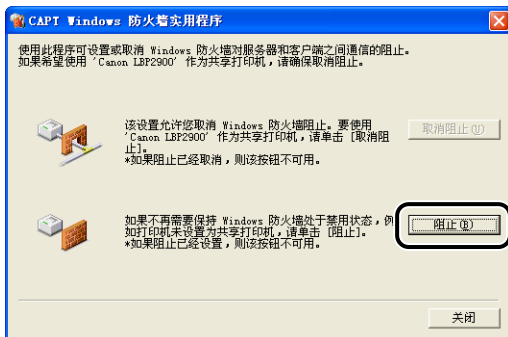 CAPT Windows 防火墙实用程序
使用此程序可设置或取消 Windows 防火墙对服务器和客户端之间通信的阻止。
如果希望使用 'Canon LBP2900' 作为共享打印机，请确保取消阻止。
该设置允许您取消 Windows 防火墙阻止。要使用
'Canon LBP2900' 作为共享打印机，请单击 [取消阻
止]。
*如果阻止已经取消，则该按钮不可用。
取消阻止(U)
如果不再需要保持 Windows 防火墙处于禁用状态，例
如打印机未设置为共享打印机，请单击 [阻止]。
*如果阻止已经设置，则该按钮不可用。
阻止(B)
关闭